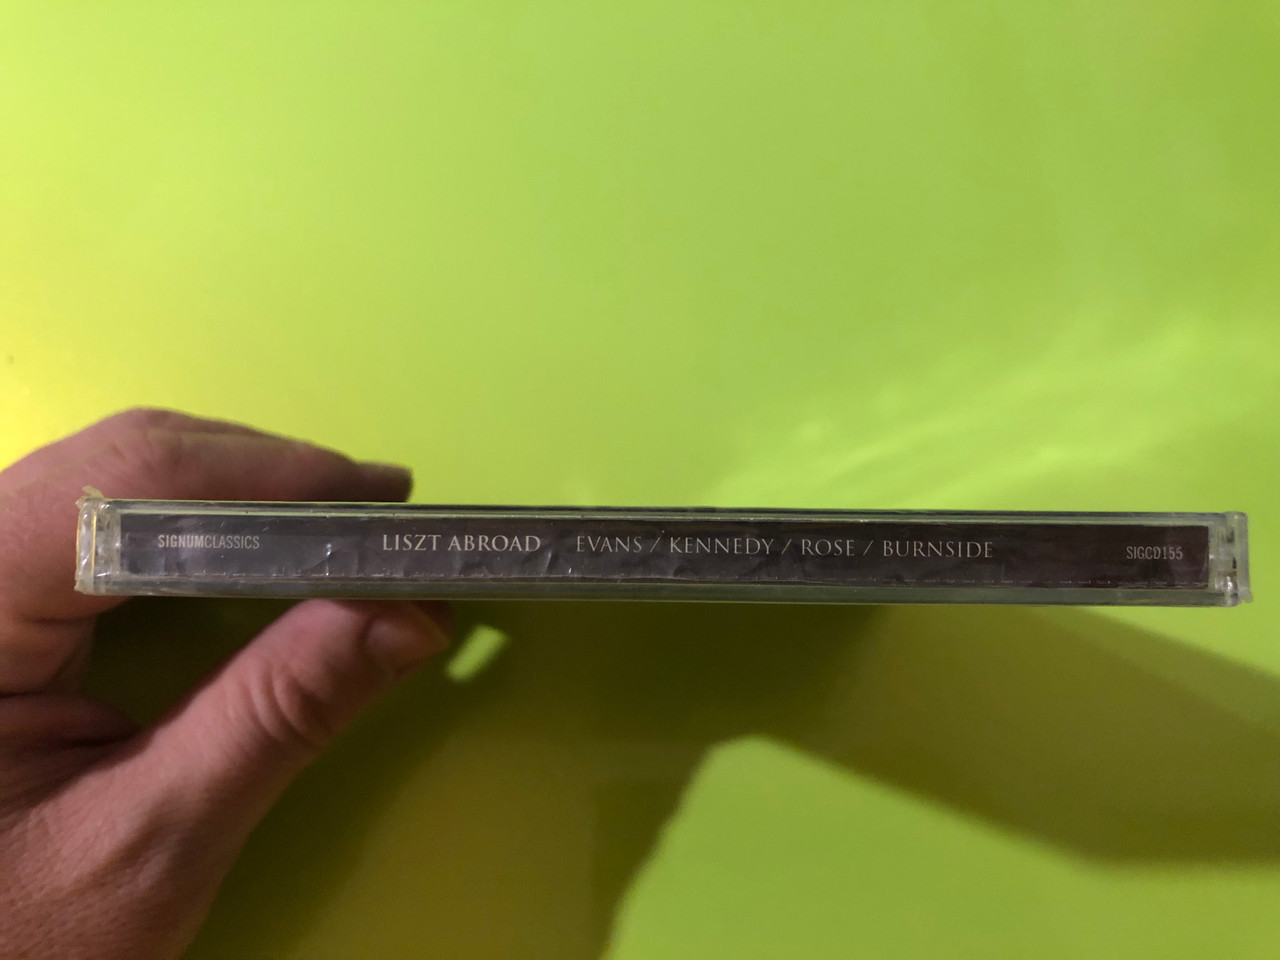 SIGNUMCLASSICS LISZT ABROAD EVANS / KENNEDY / ROSE / BURNSIDE SIGCD155